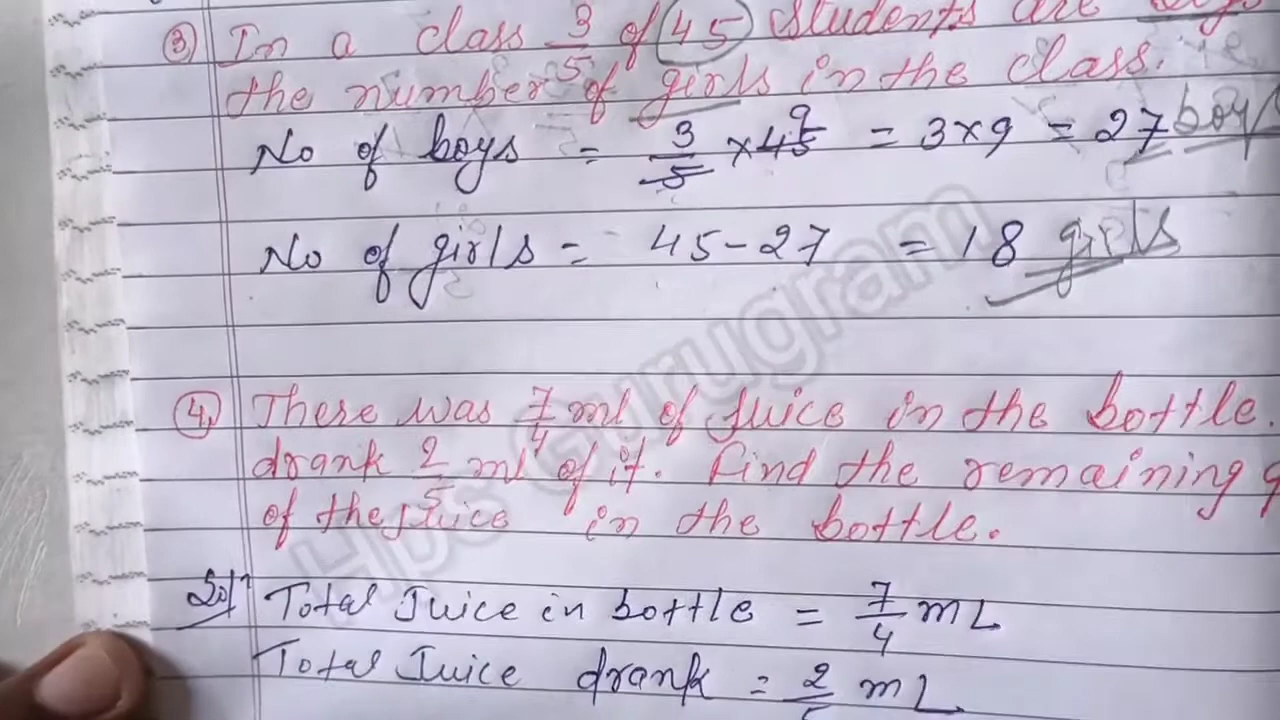 ③ In a class 3/5 of 45 students are
the number of girls in the class.
No of boys = 3/5 × 45 9 = 3×9 = 27 boys
No of girls = 45-27 = 18 girls
④ There was 7/4 ml of Juice in the bottle.
drank 2/5 ml of it. Find the remaining
of the Juice in the bottle.
Sol? Total Juice in bottle = 7/4 mL
Total Juice drank = 2/5 mL
Hps Gurugram